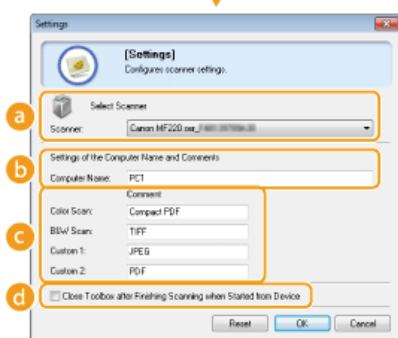 Settings
[Settings]
Configures scanner settings.
a
Select Scanner
Scanner: Canon MF220 ser_
b
Settings of the Computer Name and Comments
Computer Name: PC1
c
Comment
Color Scan: Compact PDF
B&W Scan: TIFF
Custom 1: JPEG
Custom 2: PDF
d
Close Toolbox after Finishing Scanning when Started from Device
Reset OK Cancel